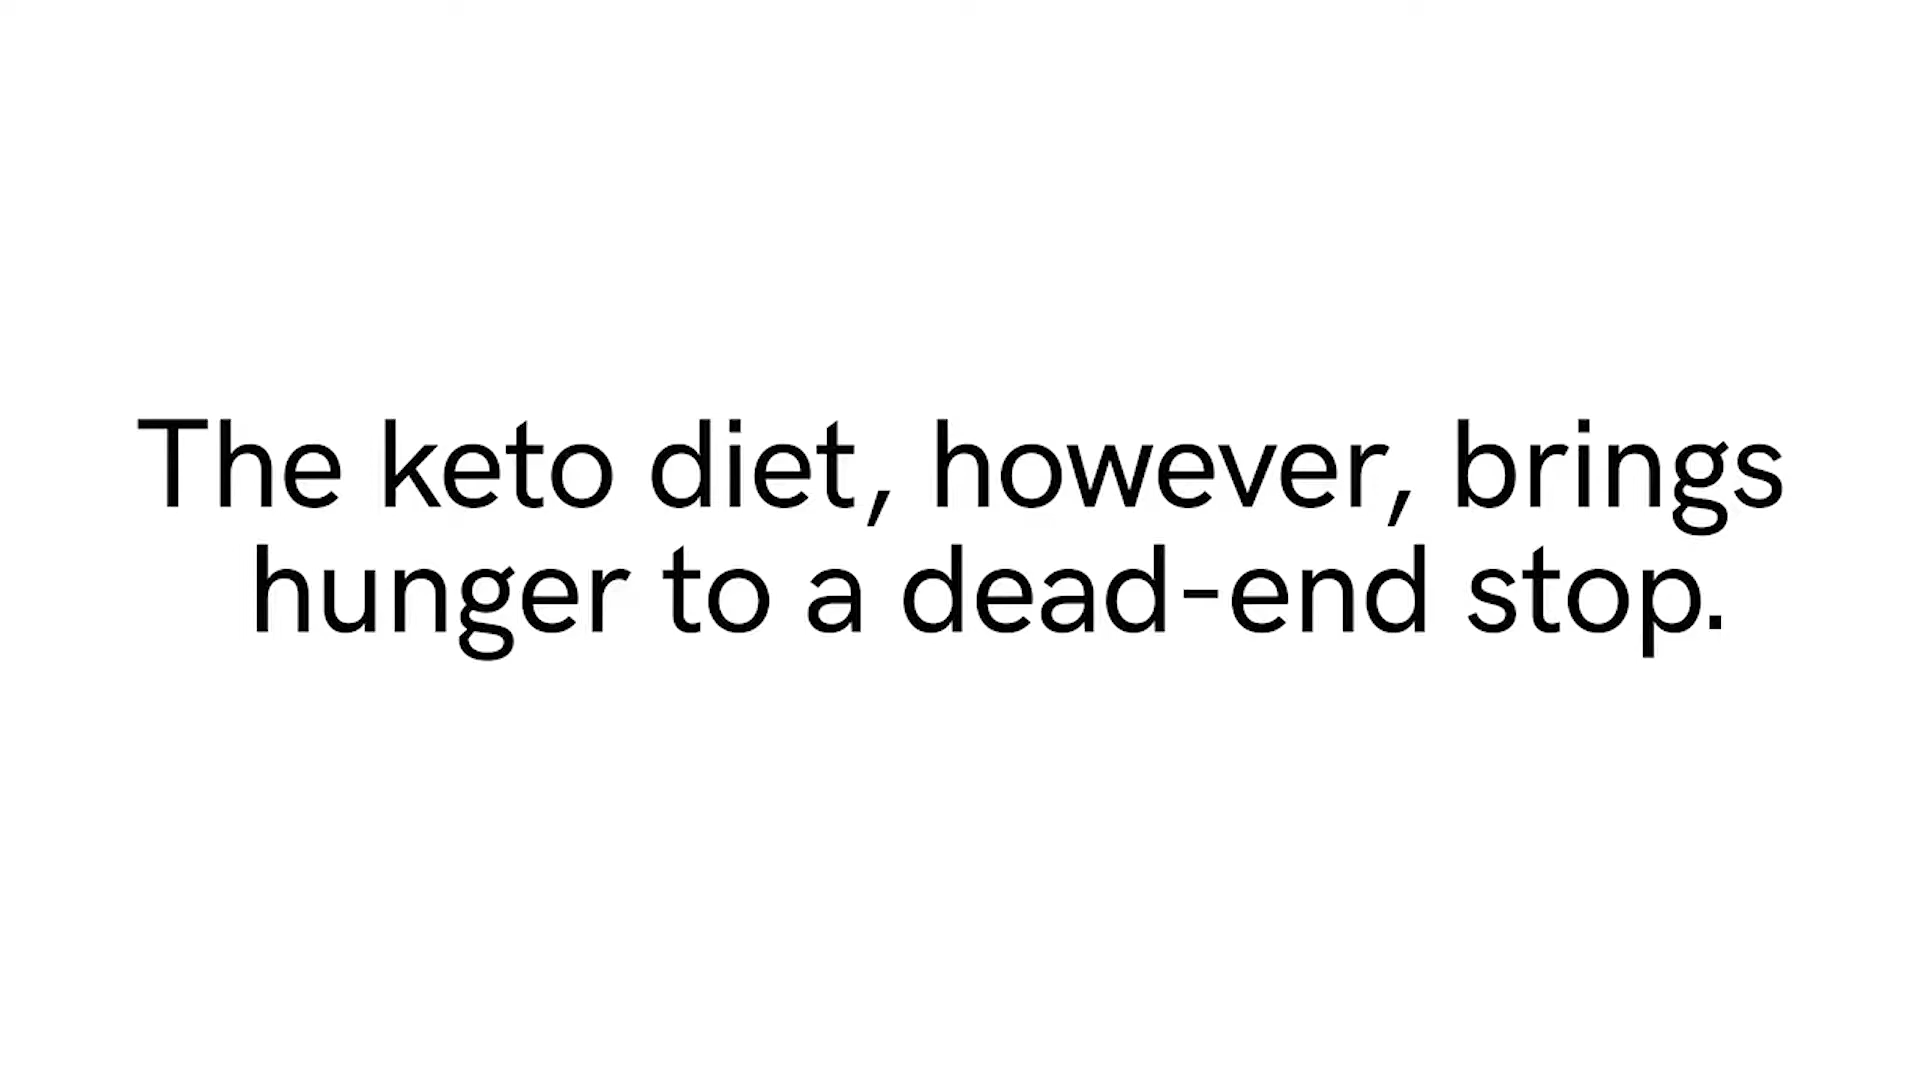 The keto diet, however, brings
hunger to a dead-end stop.